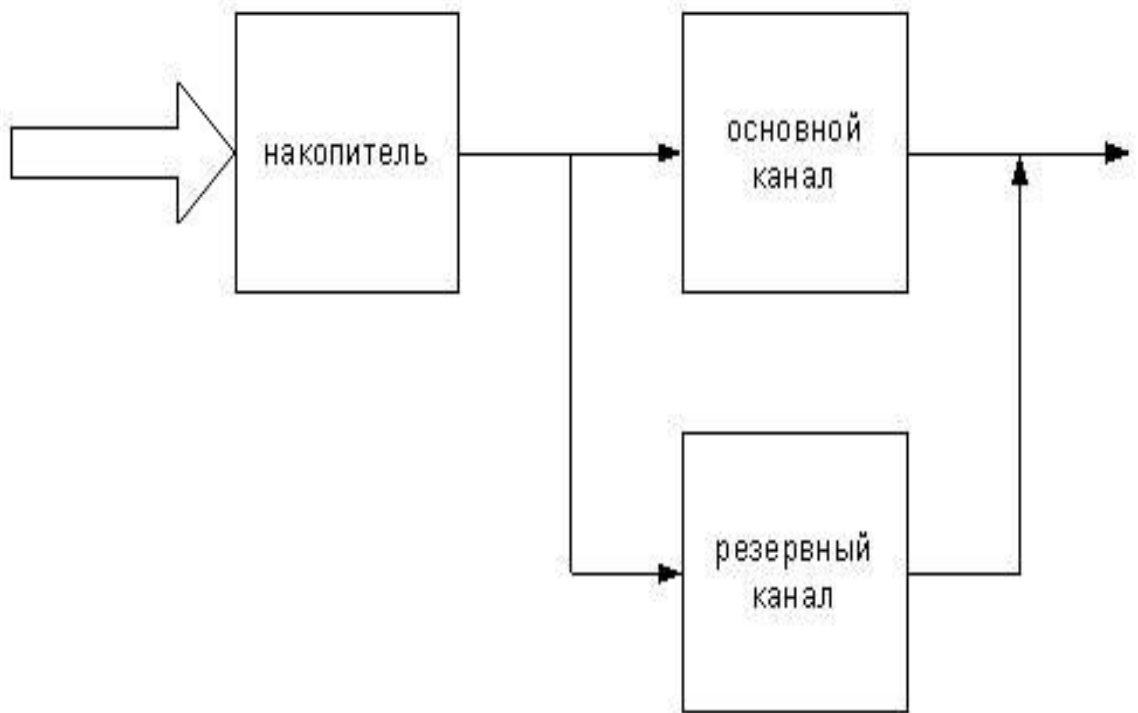 накопитель
основной
канал
резервный
канал